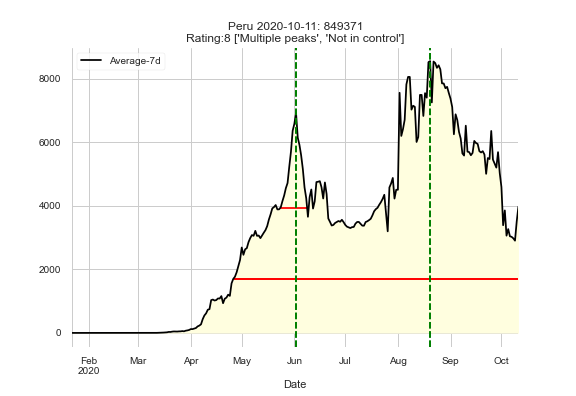 Peru 2020-10-11: 849371
Rating:8 ['Multiple peaks', 'Not in control']
Average-7d
8000
6000
4000
2000
0
Feb Mar Apr May Jun Jul Aug Sep Oct
2020
Date